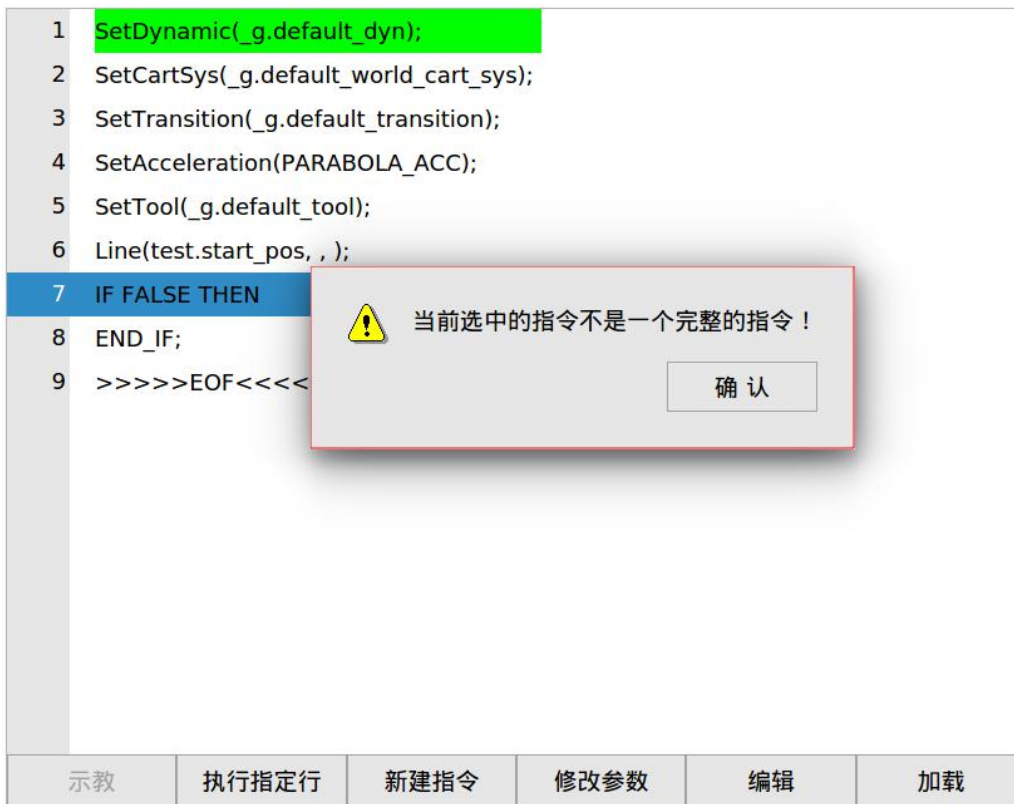 1 SetDynamic(_g.default_dyn);
2 SetCartSys(_g.default_world_cart_sys);
3 SetTransition(_g.default_transition);
4 SetAcceleration(PARABOLA_ACC);
5 SetTool(_g.default_tool);
6 Line(test.start_pos, , );
7 IF FALSE THEN
8 END_IF;
9 >>>>>EOF<<<<
当前选中的指令不是一个完整的指令！
确 认
示教 执行指定行 新建指令 修改参数 编辑 加载